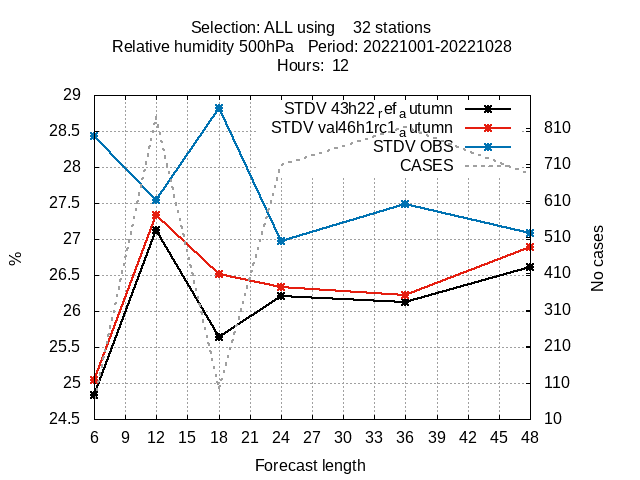 Selection: ALL using    32 stations
Relative humidity 500hPa   Period: 20221001-20221028
Hours:  12
STDV 43h22refautumn
STDV val46h1rc1autumn
STDV OBS
CASES
29
28.5
28
27.5
27
26.5
26
25.5
25
24.5
%
810
710
610
510
410
310
210
110
10
No cases
6 9 12 15 18 21 24 27 30 33 36 39 42 45 48
Forecast length